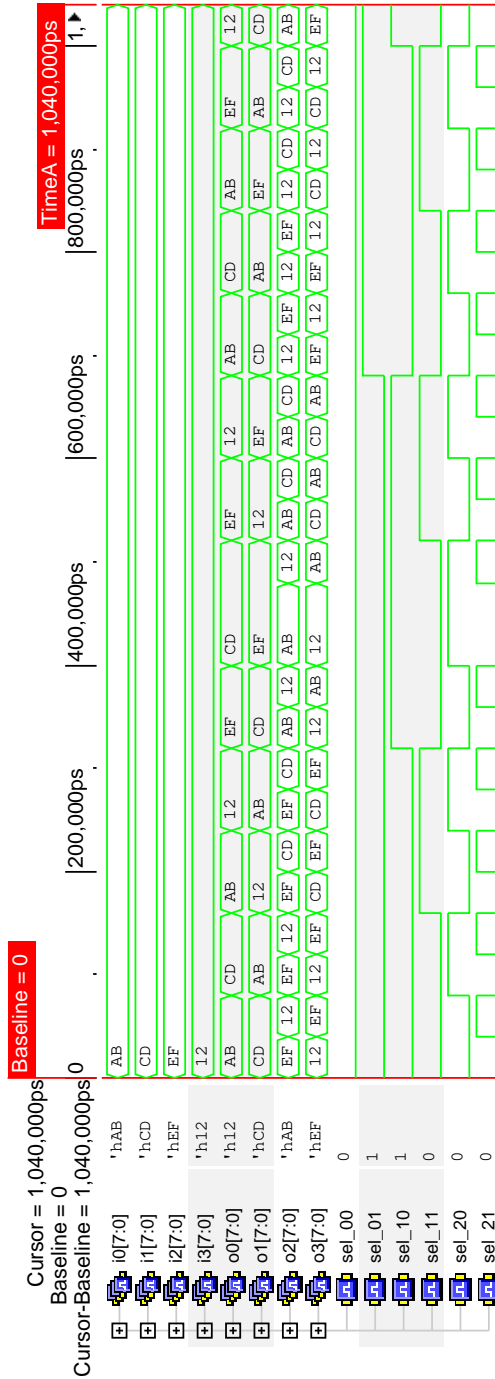 Cursor = 1,040,000ps
Baseline = 0
Cursor-Baseline = 1,040,000ps
Baseline = 0
TimeA = 1,040,000ps
0 200,000ps 400,000ps 600,000ps 800,000ps 1,
i0[7:0] 'hAB AB
i1[7:0] 'hCD CD
i2[7:0] 'hEF EF
i3[7:0] 'h12 12
o0[7:0] 'h12 AB CD AB 12 EF CD EF 12 AB CD AB EF 12
o1[7:0] 'hCD CD AB 12 AB CD EF 12 EF CD AB EF AB CD
o2[7:0] 'hAB EF 12 EF 12 EF CD EF CD AB 12 AB 12 AB CD AB CD 12 EF 12 EF 12 CD 12 CD AB
o3[7:0] 'hEF 12 EF 12 EF CD EF CD EF 12 AB 12 AB CD AB CD AB EF 12 EF 12 CD 12 CD 12 EF
sel_00 0
sel_01 1
sel_10 1
sel_11 0
sel_20 0
sel_21 0